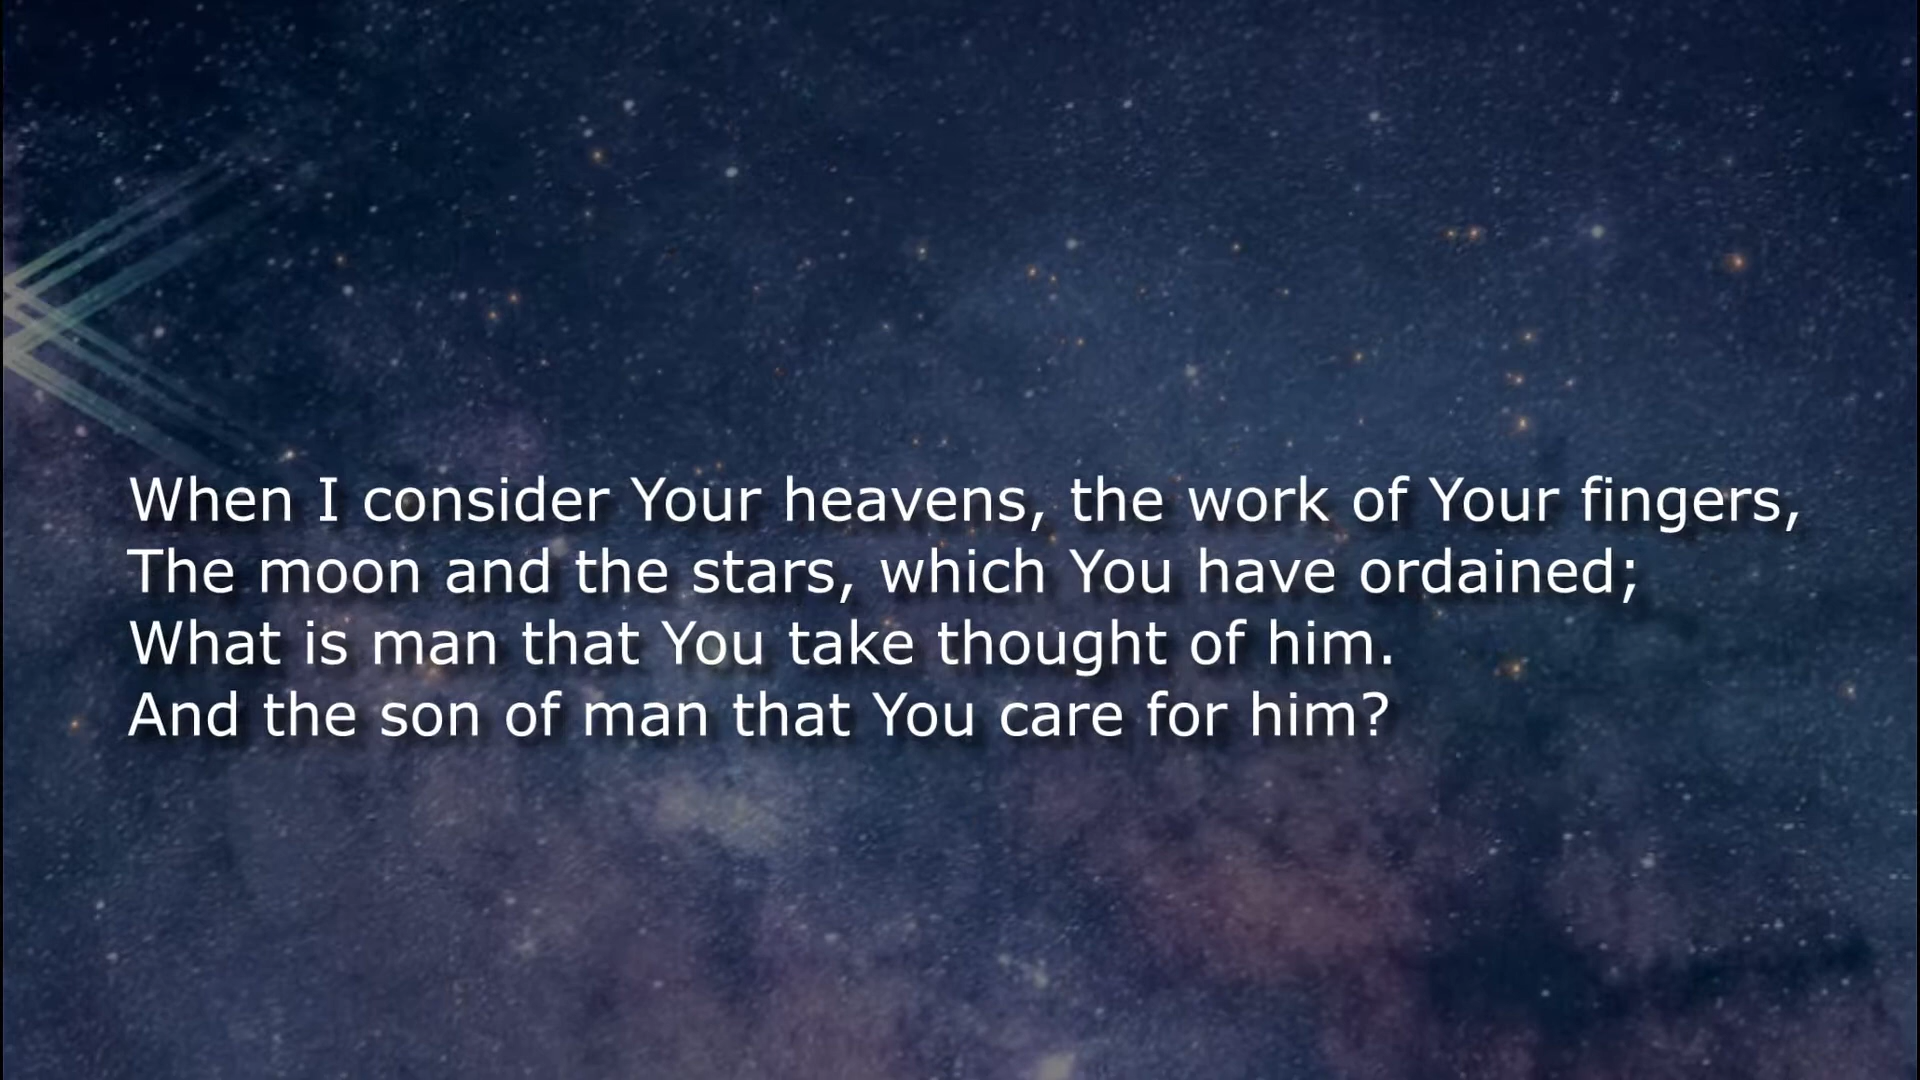 When I consider Your heavens, the work of Your fingers,
The moon and the stars, which You have ordained;
What is man that You take thought of him.
And the son of man that You care for him?